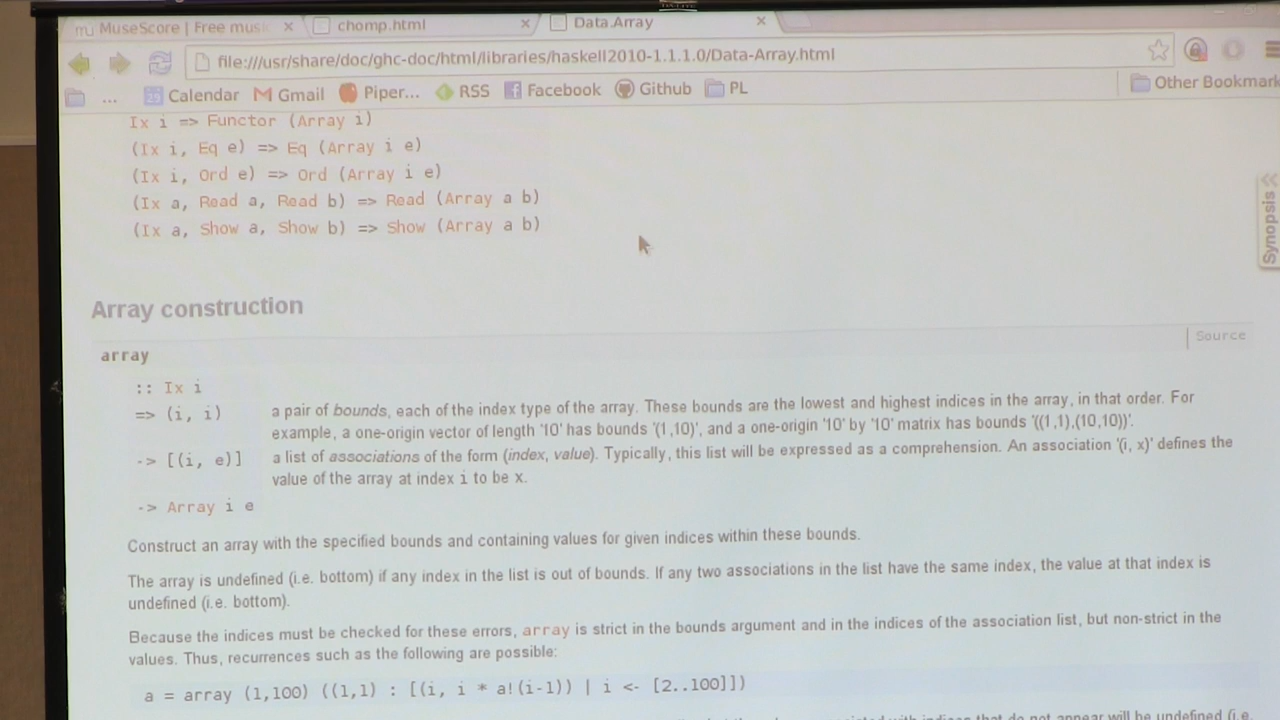 MuseScore | Free mus
chomp.html
Data.Array
file:///usr/share/doc/ghc-doc/html/libraries/haskell2010-1.1.1.0/Data-Array.html
... Calendar Gmail Piper... RSS Facebook Github PL Other Bookmark
Ix i => Functor (Array i)
(Ix i, Eq e) => Eq (Array i e)
(Ix i, Ord e) => Ord (Array i e)
(Ix a, Read a, Read b) => Read (Array a b)
(Ix a, Show a, Show b) => Show (Array a b)
Synopsis
Array construction
array
Source
:: Ix i
=> (i, i) a pair of bounds, each of the index type of the array. These bounds are the lowest and highest indices in the array, in that order. For
example, a one-origin vector of length '10' has bounds '(1,10)', and a one-origin '10' by '10' matrix has bounds '((1,1),(10,10))'.
-> [(i, e)] a list of associations of the form (index, value). Typically, this list will be expressed as a comprehension. An association '(i, x)' defines the
value of the array at index i to be x.
-> Array i e
Construct an array with the specified bounds and containing values for given indices within these bounds.
The array is undefined (i.e. bottom) if any index in the list is out of bounds. If any two associations in the list have the same index, the value at that index is
undefined (i.e. bottom).
Because the indices must be checked for these errors, array is strict in the bounds argument and in the indices of the association list, but non-strict in the
values. Thus, recurrences such as the following are possible:
a = array (1,100) ((1,1) : [(i, i * a!(i-1)) | i <- [2..100]])
with indices that do not appear will be undefined (i.e.